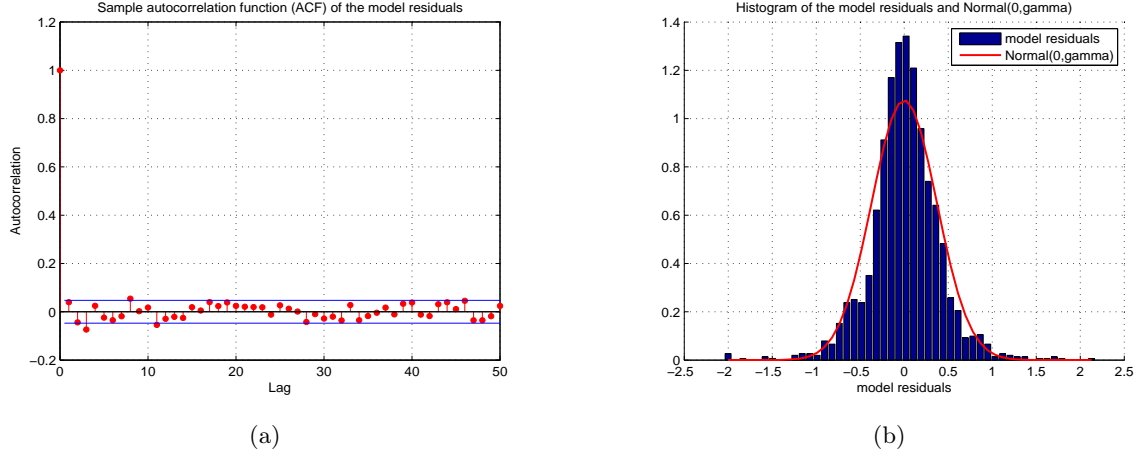 Sample autocorrelation function (ACF) of the model residuals
1.2
1
0.8
0.6
0.4
0.2
0
−0.2
0 10 20 30 40 50
Autocorrelation
Lag
(a)
Histogram of the model residuals and Normal(0,gamma)
model residuals
Normal(0,gamma)
1.4
1.2
1
0.8
0.6
0.4
0.2
0
−2.5 −2 −1.5 −1 −0.5 0 0.5 1 1.5 2 2.5
model residuals
(b)